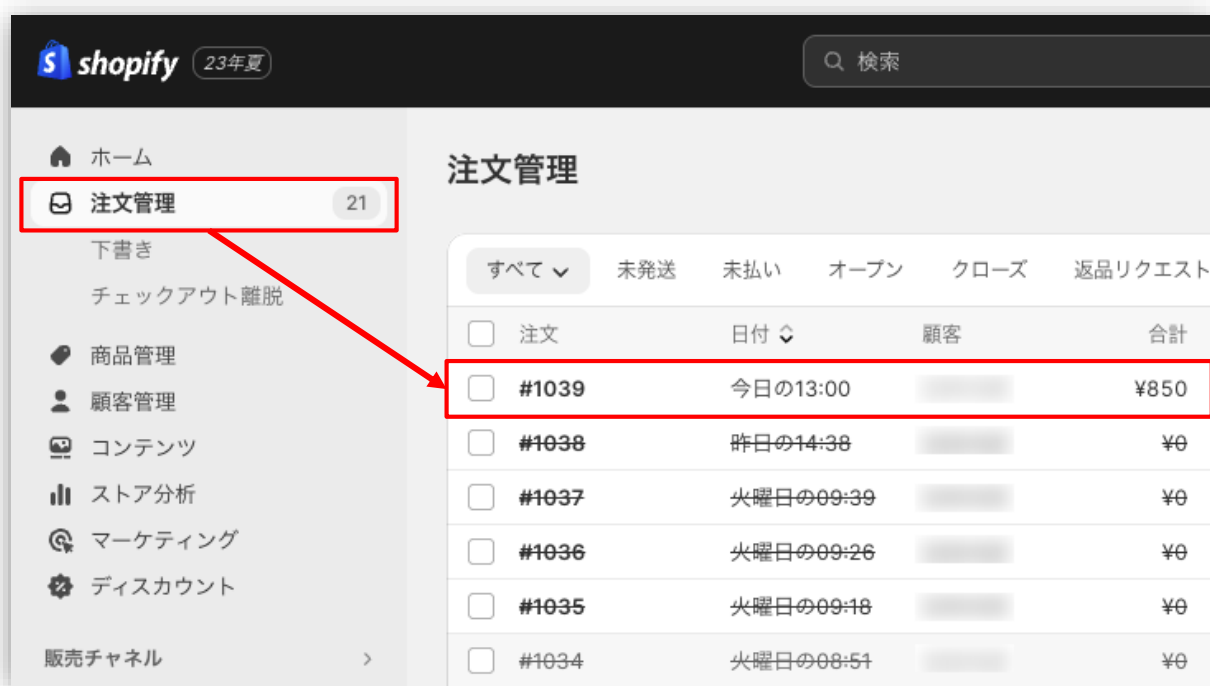 shopify 23年夏 検索
ホーム
注文管理 21
下書き
チェックアウト離脱
商品管理
顧客管理
コンテンツ
ストア分析
マーケティング
ディスカウント
販売チャネル
注文管理
すべて 未発送 未払い オープン クローズ 返品リクエスト
注文 日付 顧客 合計
#1039 今日の13:00 ¥850
#1038 昨日の14:38 ¥0
#1037 火曜日の09:39 ¥0
#1036 火曜日の09:26 ¥0
#1035 火曜日の09:18 ¥0
#1034 火曜日の08:51 ¥0